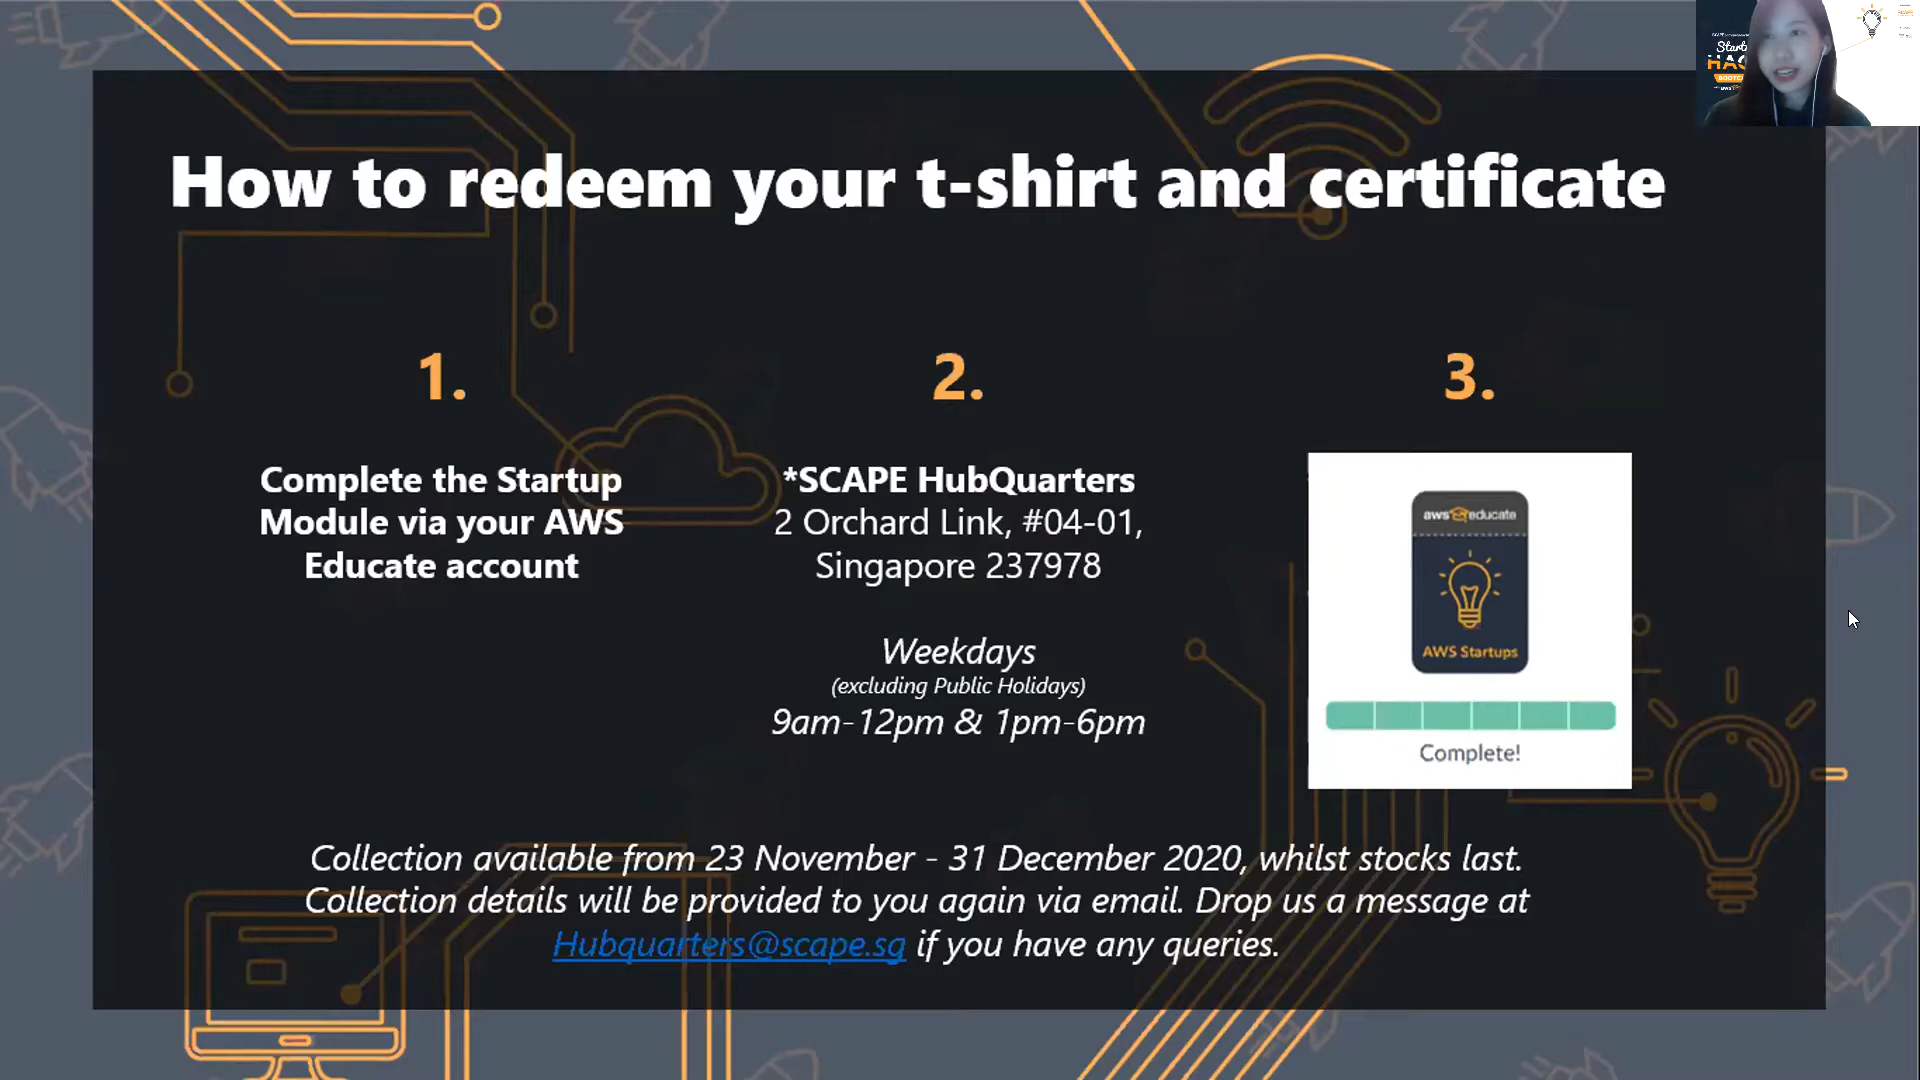 How to redeem your t-shirt and certificate
1.
Complete the Startup
Module via your AWS
Educate account
2.
*SCAPE HubQuarters
2 Orchard Link, #04-01,
Singapore 237978
Weekdays
(excluding Public Holidays)
9am-12pm & 1pm-6pm
3.
aws educate
AWS Startups
Complete!
Collection available from 23 November - 31 December 2020, whilst stocks last.
Collection details will be provided to you again via email. Drop us a message at
Hubquarters@scape.sg if you have any queries.